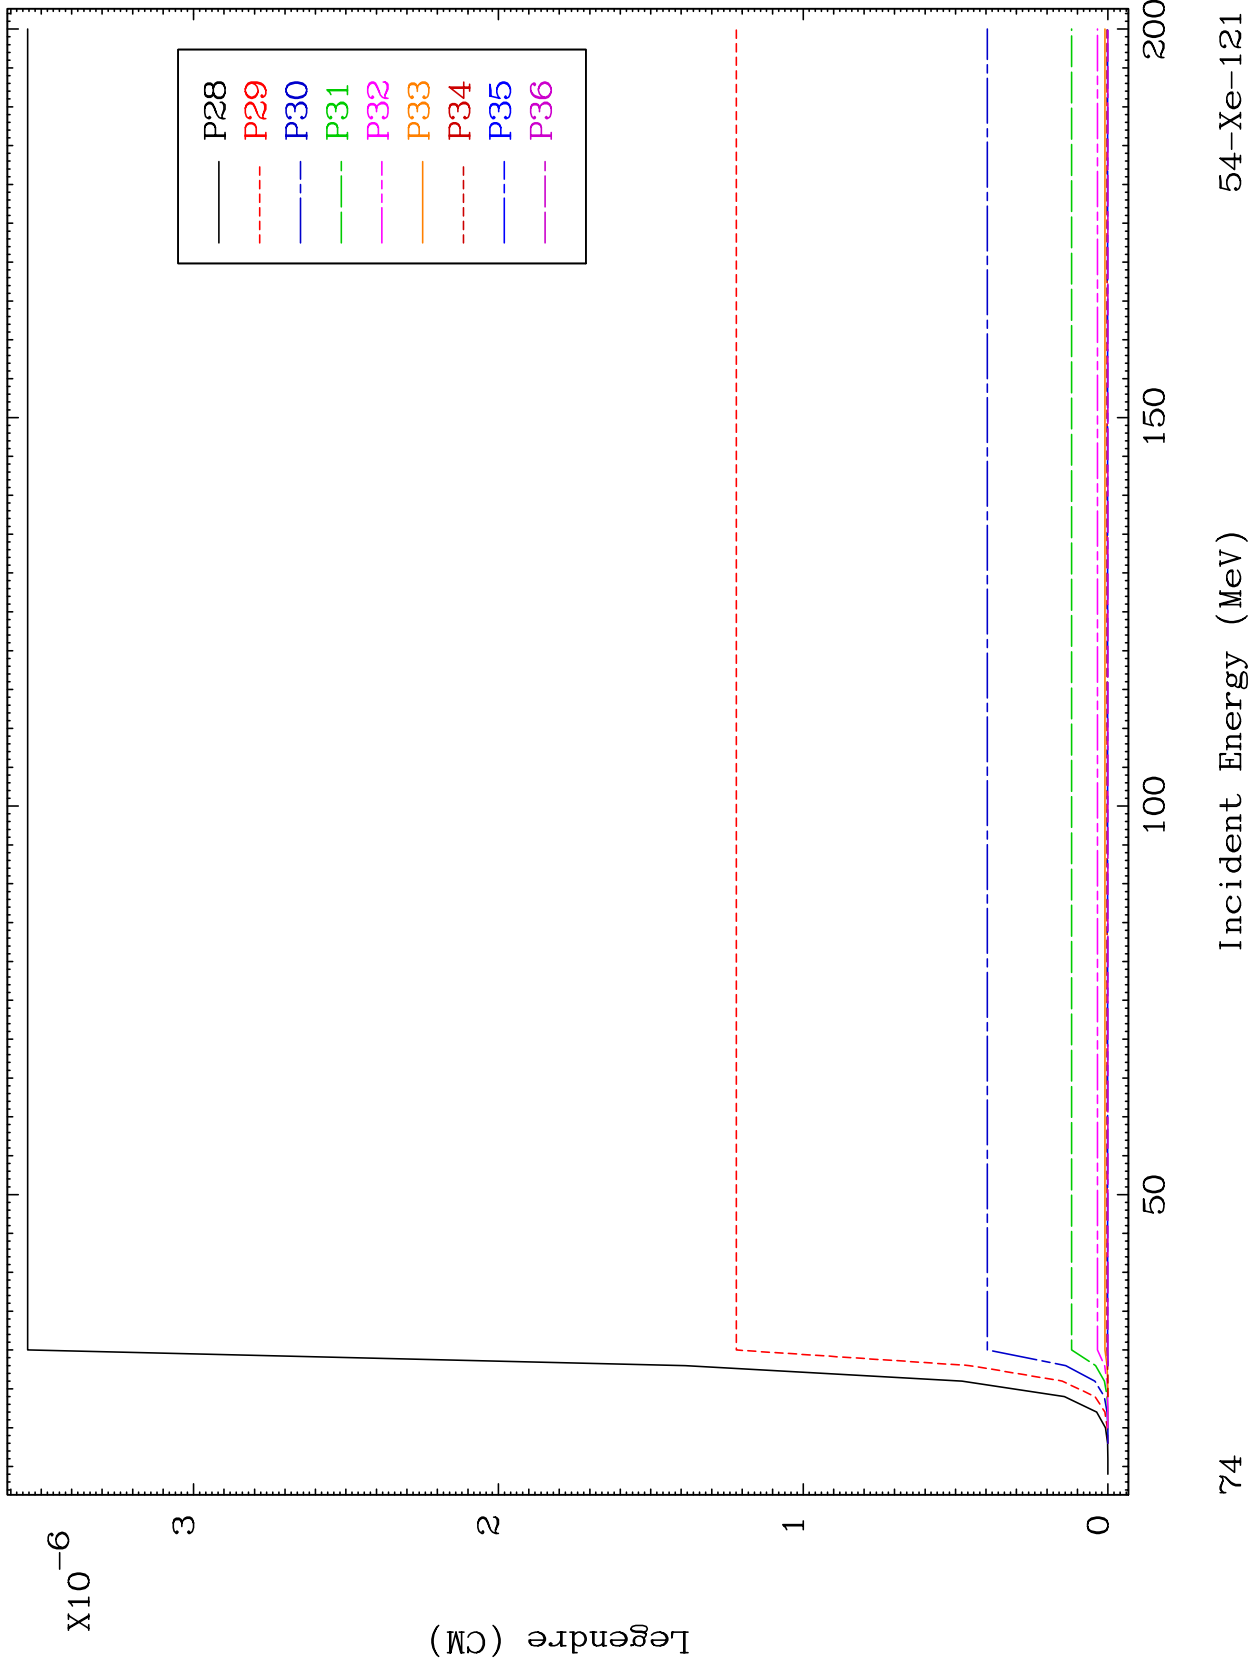 X10-6
3
2
1
0
Legendre (CM)
P28
P29
P30
P31
P32
P33
P34
P35
P36
50
100
150
200
Incident Energy (MeV)
74
54-Xe-121